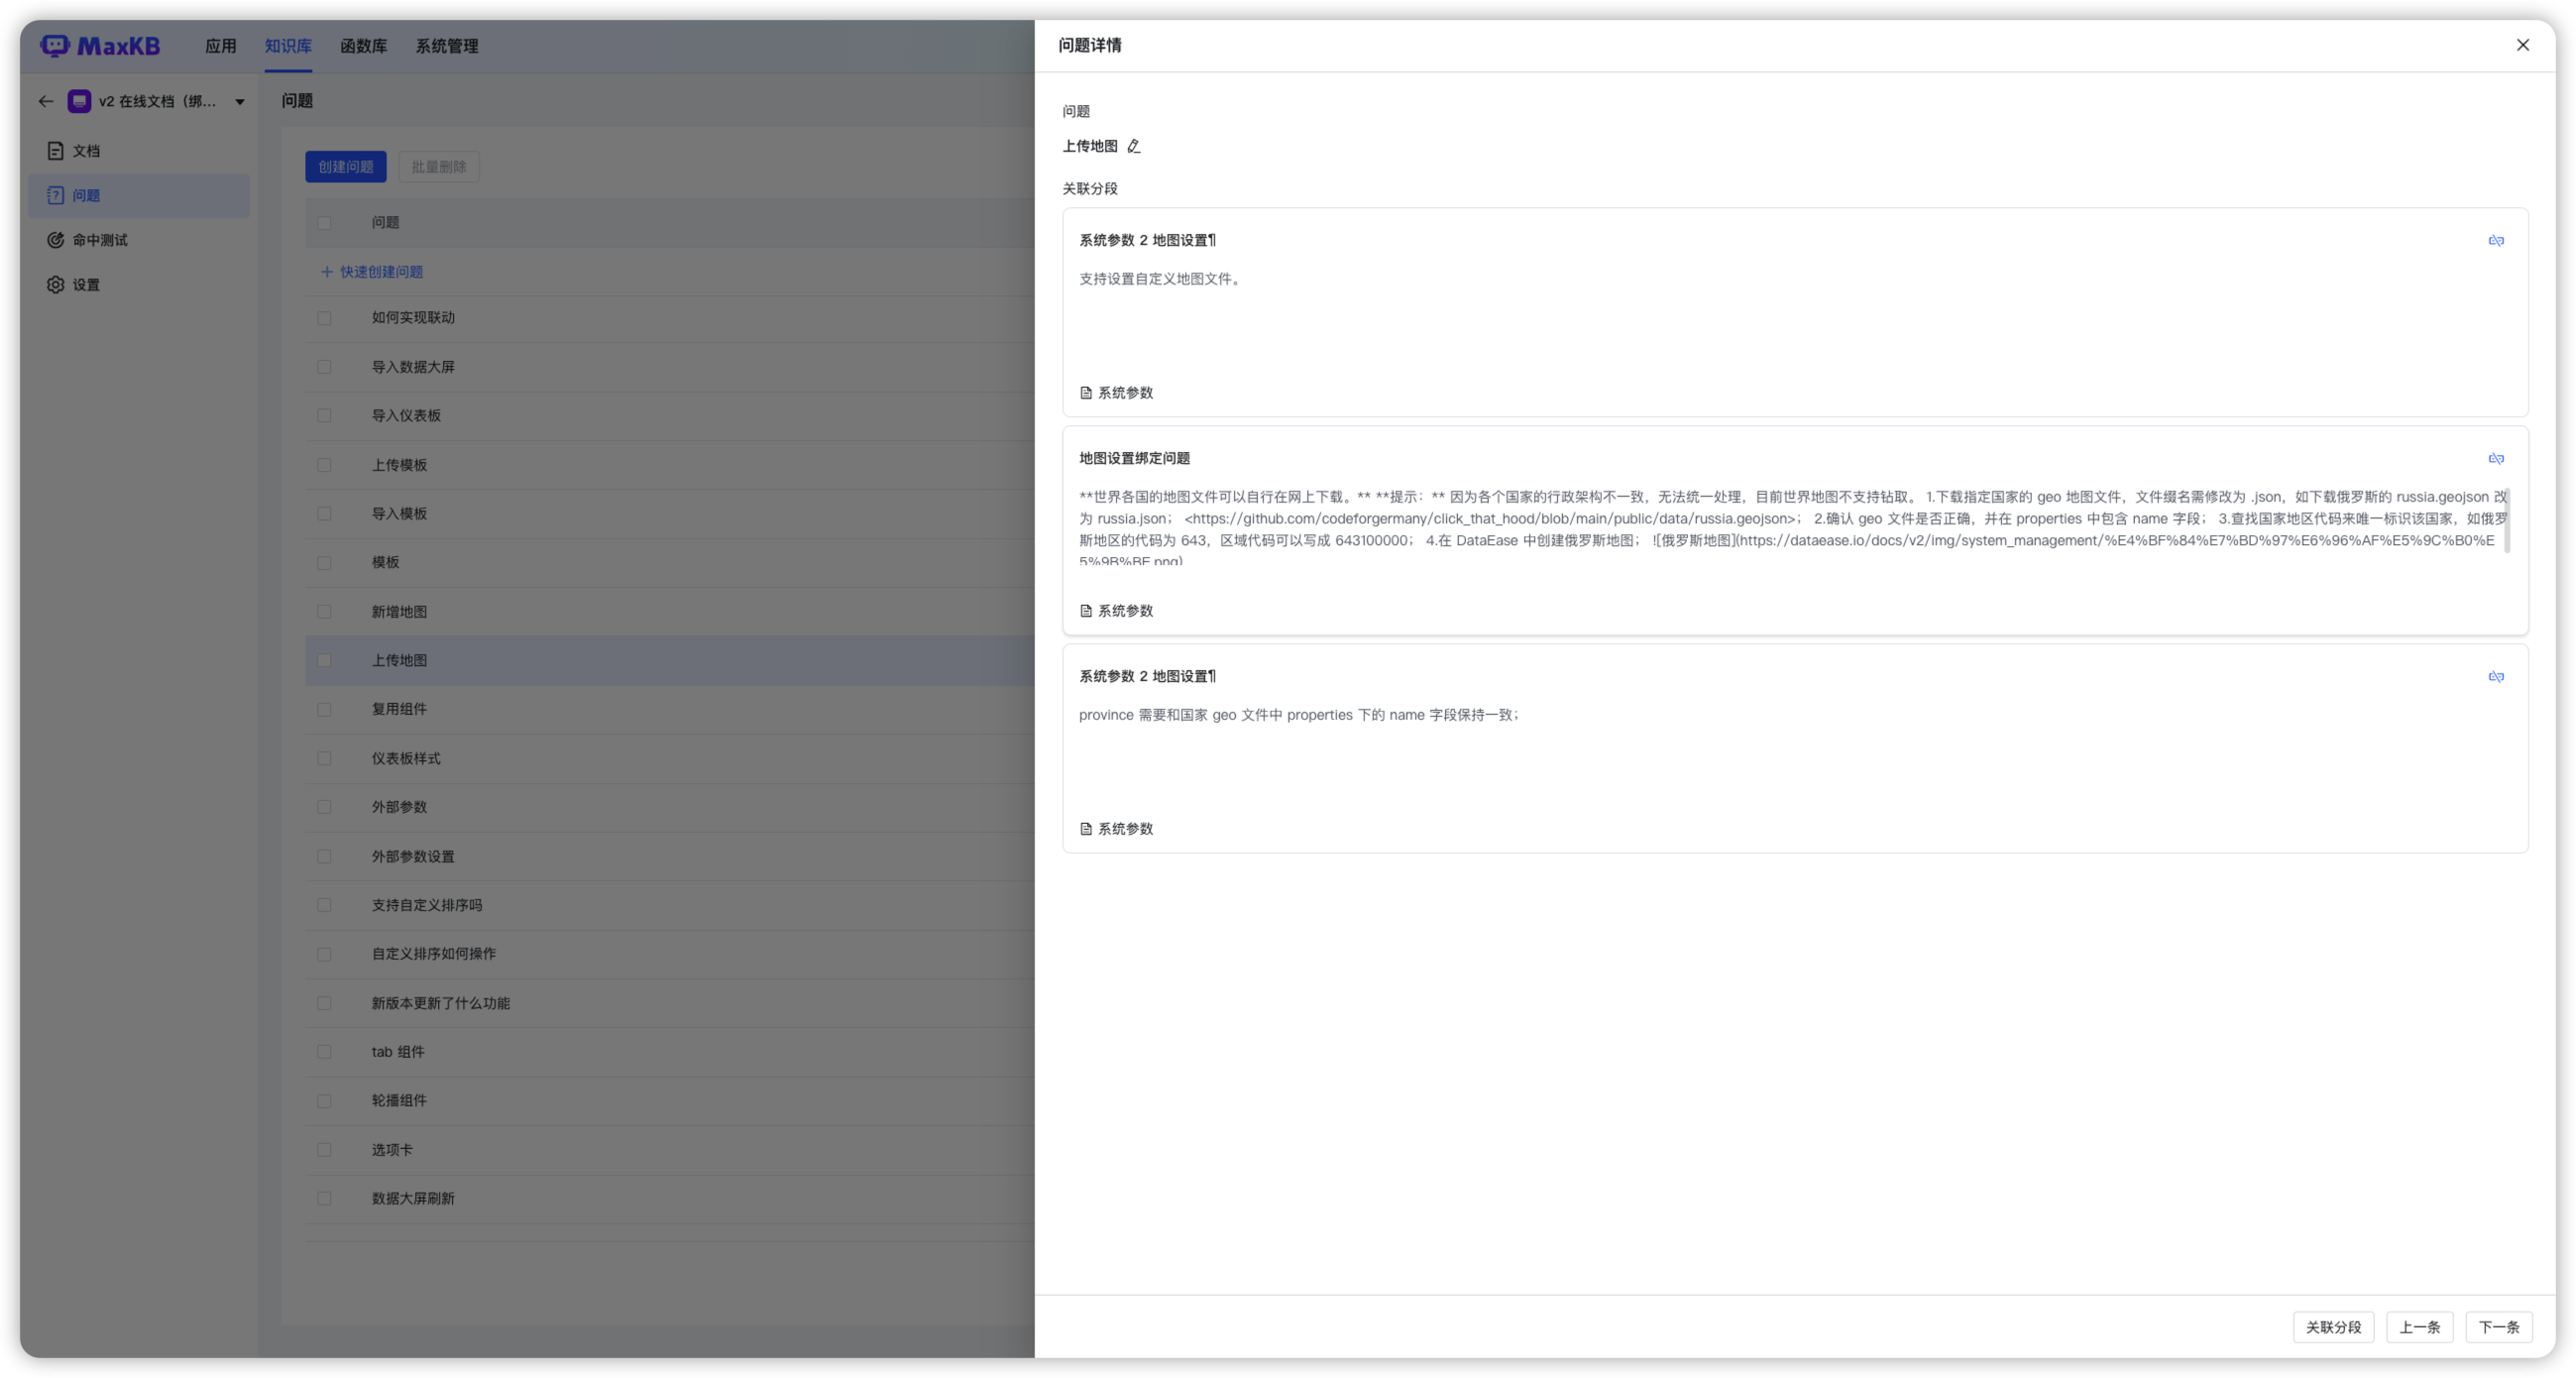 MaxKB
应用
知识库
函数库
系统管理
v2 在线文档（绑...
文档
问题
命中测试
设置
问题
创建问题
批量删除
问题
快速创建问题
如何实现联动
导入数据大屏
导入仪表板
上传模板
导入模板
模板
新增地图
上传地图
复用组件
仪表板样式
外部参数
外部参数设置
支持自定义排序吗
自定义排序如何操作
新版本更新了什么功能
tab 组件
轮播组件
选项卡
数据大屏刷新
问题详情
问题
上传地图
关联分段
系统参数 2 地图设置¶
支持设置自定义地图文件。
系统参数
地图设置绑定问题
**世界各国的地图文件可以自行在网上下载。** **提示：** 因为各个国家的行政架构不一致，无法统一处理，目前世界地图不支持钻取。 1.下载指定国家的 geo 地图文件，文件缀名需修改为 .json，如下载俄罗斯的 russia.geojson 改
为 russia.json； <https://github.com/codeforgermany/click_that_hood/blob/main/public/data/russia.geojson>； 2.确认 geo 文件是否正确，并在 properties 中包含 name 字段； 3.查找国家地区代码来唯一标识该国家，如俄罗
斯地区的代码为 643，区域代码可以写成 643100000； 4.在 DataEase 中创建俄罗斯地图； ![俄罗斯地图](https://dataease.io/docs/v2/img/system_management/%E4%BF%84%E7%BD%97%E6%96%AF%E5%9C%B0%E
5%9B%BE.png)
系统参数
系统参数 2 地图设置¶
province 需要和国家 geo 文件中 properties 下的 name 字段保持一致；
系统参数
关联分段
上一条
下一条